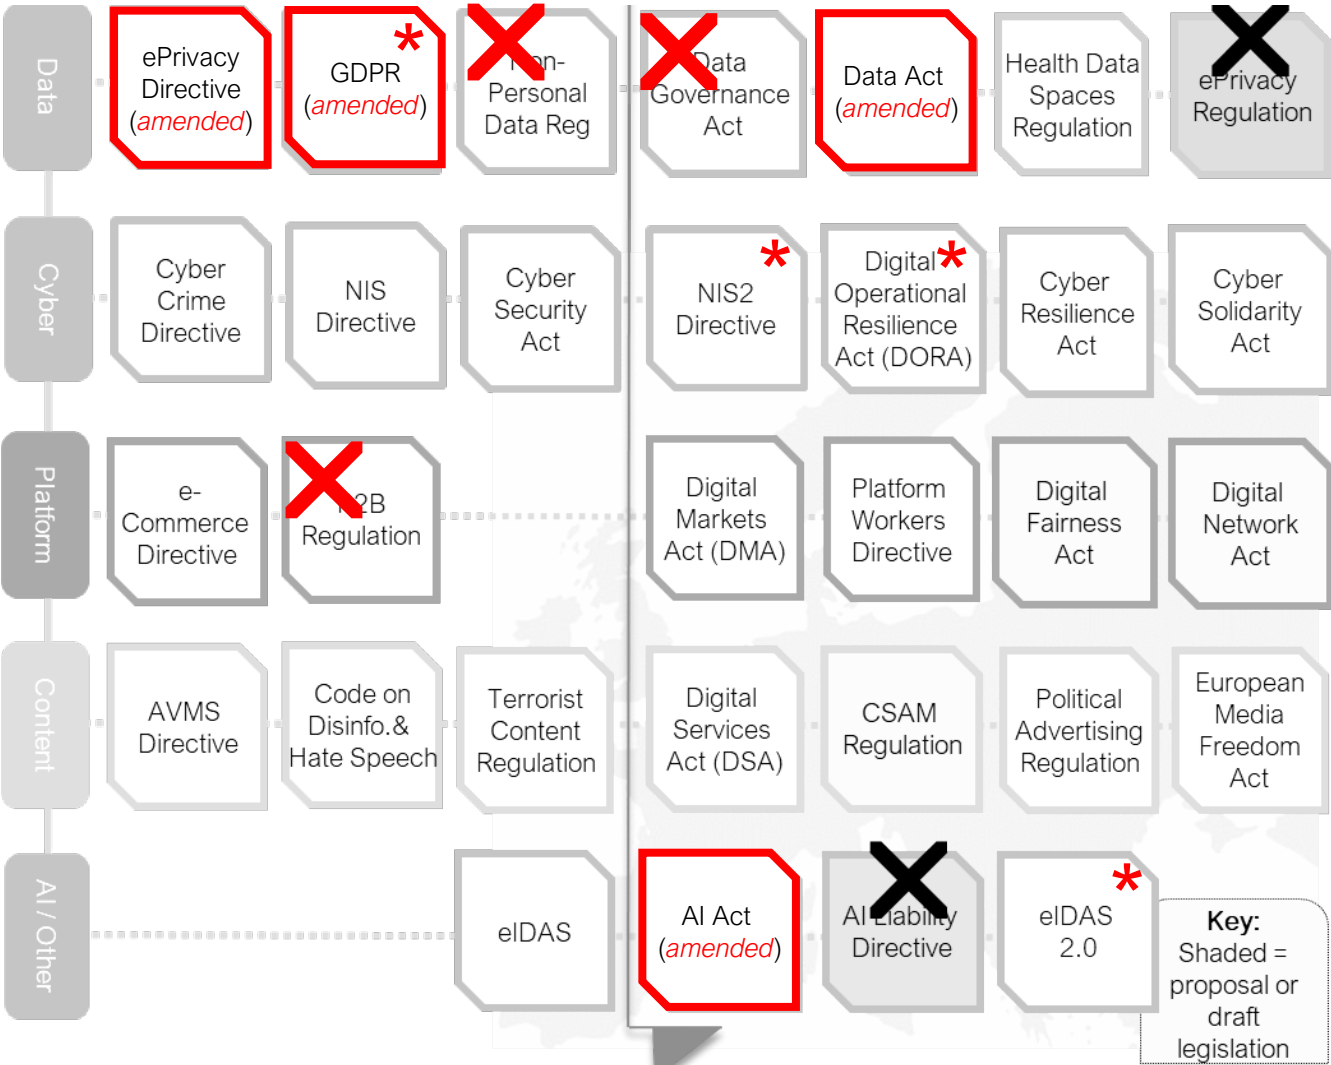 Data
ePrivacy
Directive
(amended)
GDPR
(amended)
*
Personal
Data Reg
Data
Governance
Act
Data Act
(amended)
Health Data
Spaces
Regulation
ePrivacy
Regulation
Cyber
Cyber
Crime
Directive
NIS
Directive
Cyber
Security
Act
NIS2
Directive
*
Digital
Operational
Resilience
Act (DORA)
*
Cyber
Resilience
Act
Cyber
Solidarity
Act
Platform
e-
Commerce
Directive
Regulation
Digital
Markets
Act (DMA)
Platform
Workers
Directive
Digital
Fairness
Act
Digital
Network
Act
Content
AVMS
Directive
Code on
Disinfo.&
Hate Speech
Terrorist
Content
Regulation
Digital
Services
Act (DSA)
CSAM
Regulation
Political
Advertising
Regulation
European
Media
Freedom
Act
AI / Other
eIDAS
AI Act
(amended)
AI Liability
Directive
eIDAS
2.0
*
Key:
Shaded =
proposal or
draft
legislation